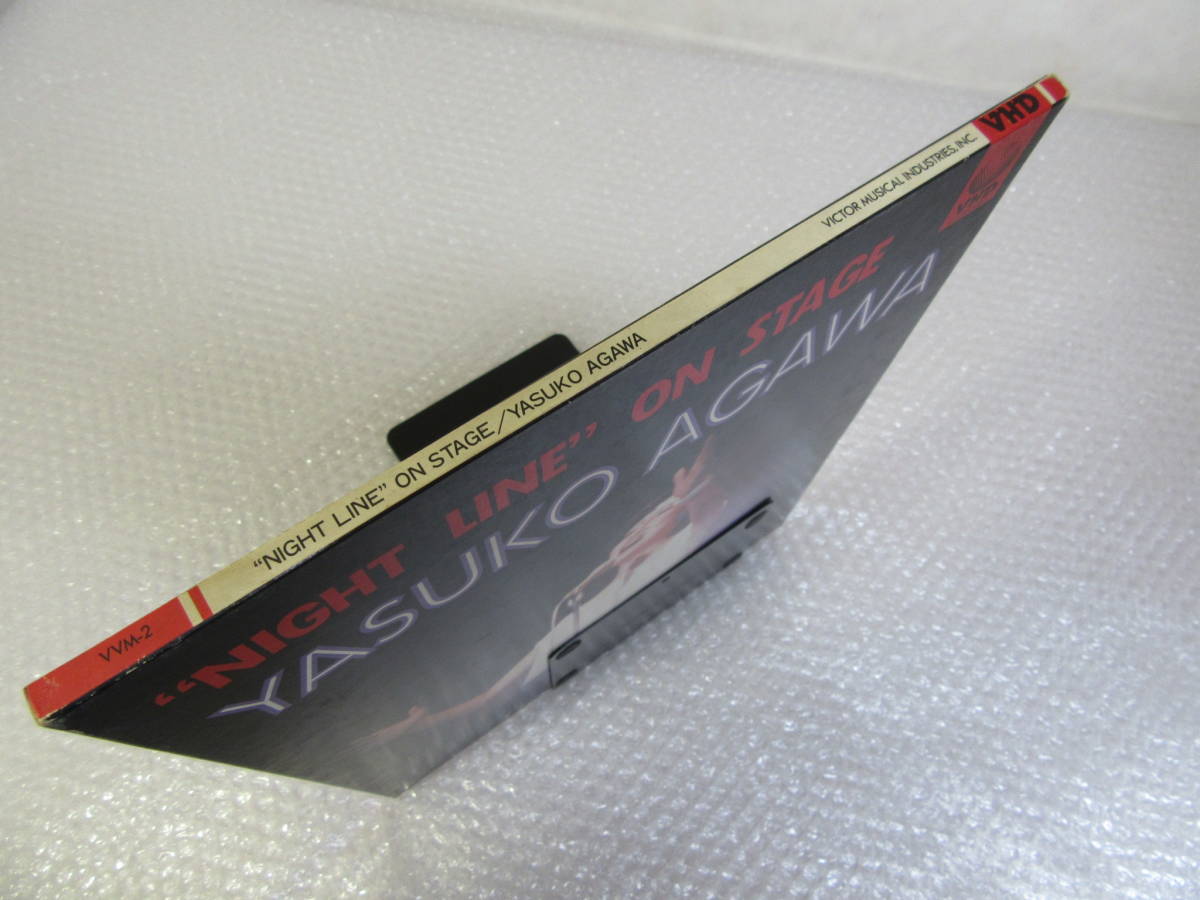 VVM-2
“NIGHT LINE” ON STAGE/YASUKO AGAWA
VICTOR MUSICAL INDUSTRIES, INC.
VHD
“NIGHT LINE” ON STAGE
YASUKO AGAWA
VHD